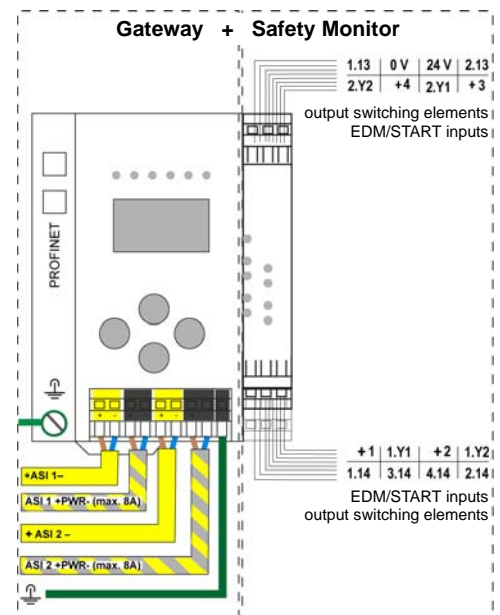 Gateway + Safety Monitor
1.13 | 0 V | 24 V | 2.13
2.Y2 | +4 | 2.Y1 | +3
output switching elements
EDM/START inputs
PROFINET
+ - + -
+1 | 1.Y1 | +2 | 1.Y2
1.14 | 3.14 | 4.14 | 2.14
EDM/START inputs
output switching elements
+ASI 1–
ASI 1 +PWR- (max. 8A)
+ ASI 2 –
ASI 2 +PWR- (max. 8A)